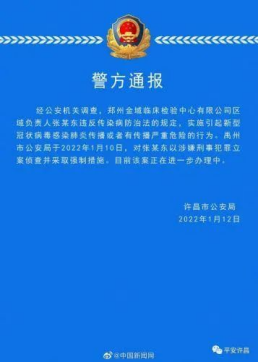 警方通报
经公安机关调查，郑州金域临床检验中心有限公司区
域负责人张某东违反传染病防治法的规定，实施引起新型
冠状病毒感染肺炎传播或者有传播严重危险的行为。禹州
市公安局于2022年1月10日，对张某东以涉嫌刑事犯罪立
案侦查并采取强制措施。目前该案正在进一步办理中。
许昌市公安局
2022年1月12日
@中国新闻网
平安许昌